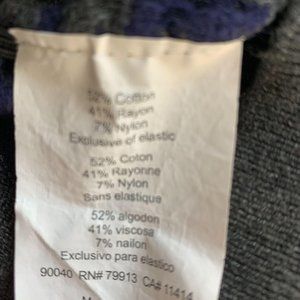 52% Cotton
41% Rayon
7% Nylon
Exclusive of elastic
52% Coton
41% Rayonne
7% Nylon
Sans elastique
52% algodon
41% viscosa
7% nailon
Exclusivo para elastico
90040 RN# 79913 CA# 11414